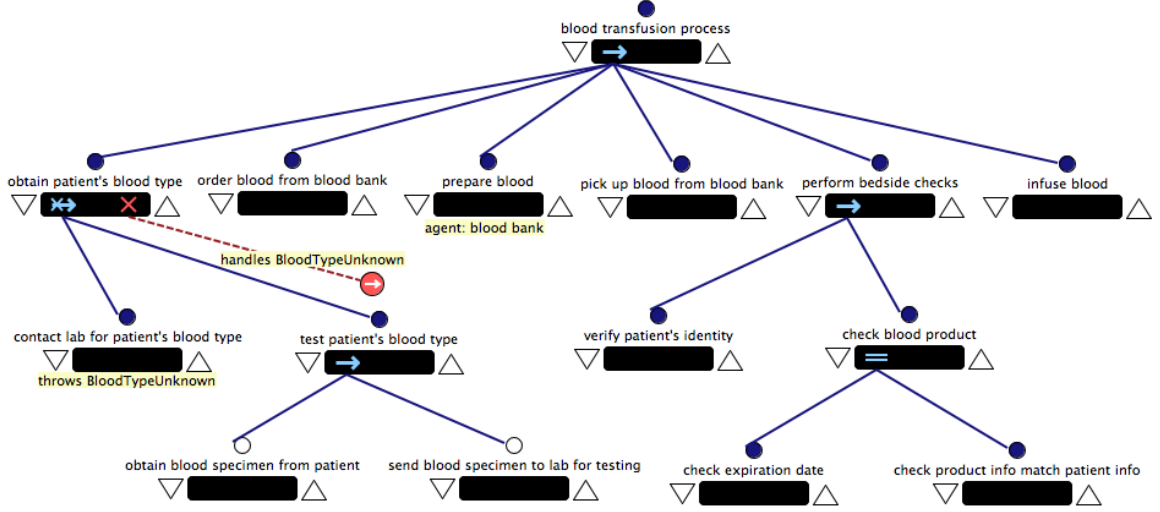 blood transfusion process
obtain patient's blood type
order blood from blood bank
prepare blood
pick up blood from blood bank
perform bedside checks
infuse blood
agent: blood bank
handles BloodTypeUnknown
contact lab for patient's blood type
test patient's blood type
verify patient's identity
check blood product
throws BloodTypeUnknown
obtain blood specimen from patient
send blood specimen to lab for testing
check expiration date
check product info match patient info